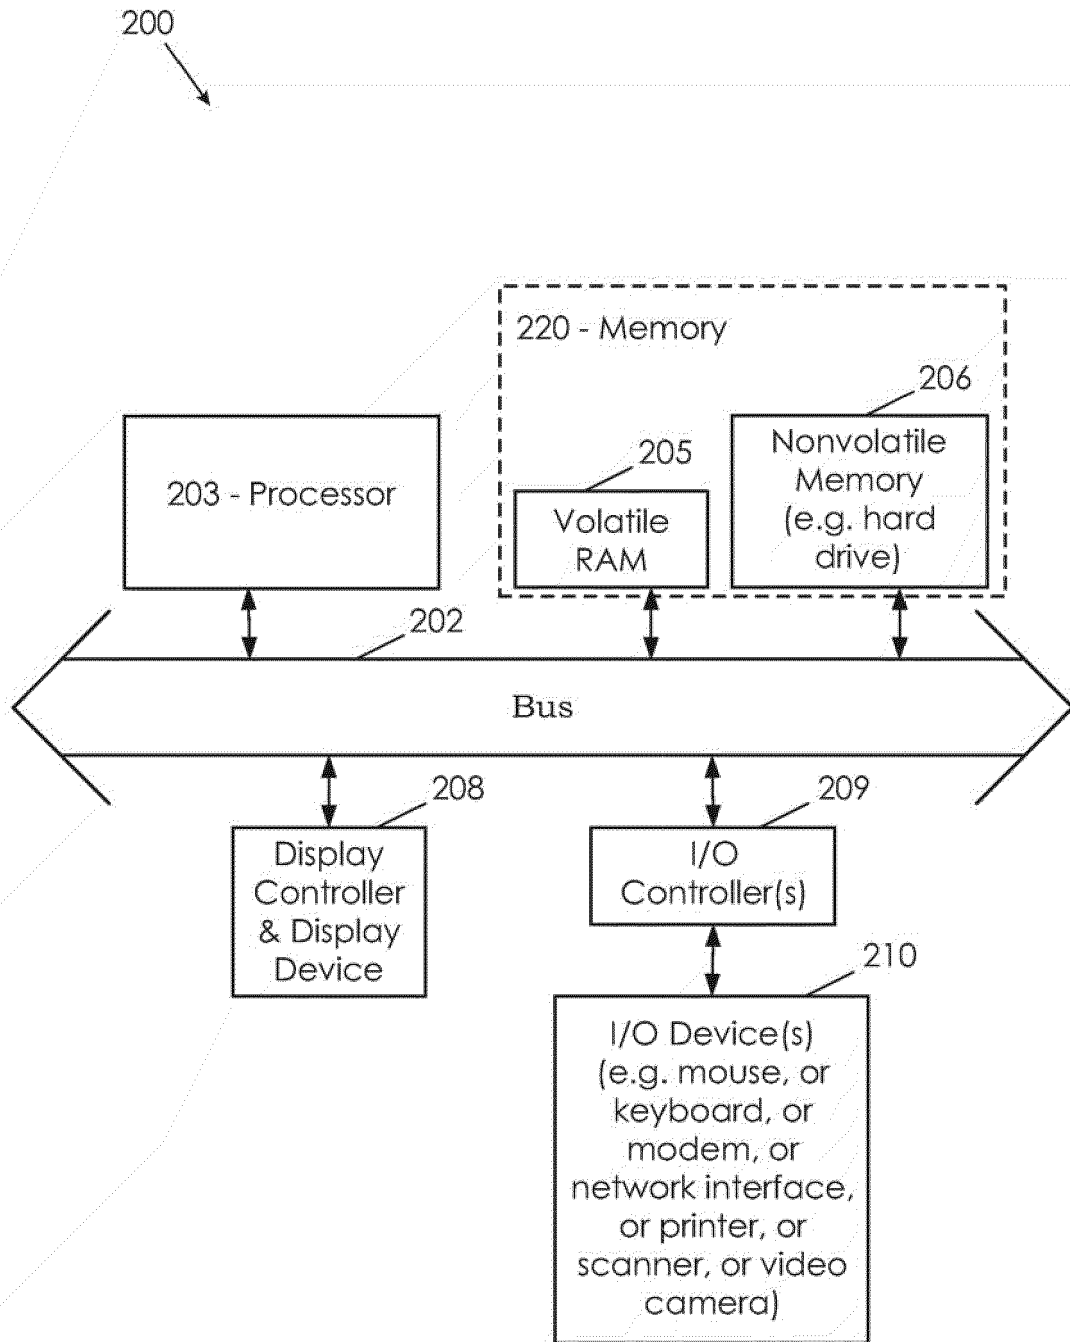 200
220 - Memory
206
Nonvolatile
Memory
(e.g. hard
drive)
205
Volatile
RAM
203 - Processor
202
Bus
208
Display
Controller
& Display
Device
209
I/O
Controller(s)
210
I/O Device(s)
(e.g. mouse, or
keyboard, or
modem, or
network interface,
or printer, or
scanner, or video
camera)